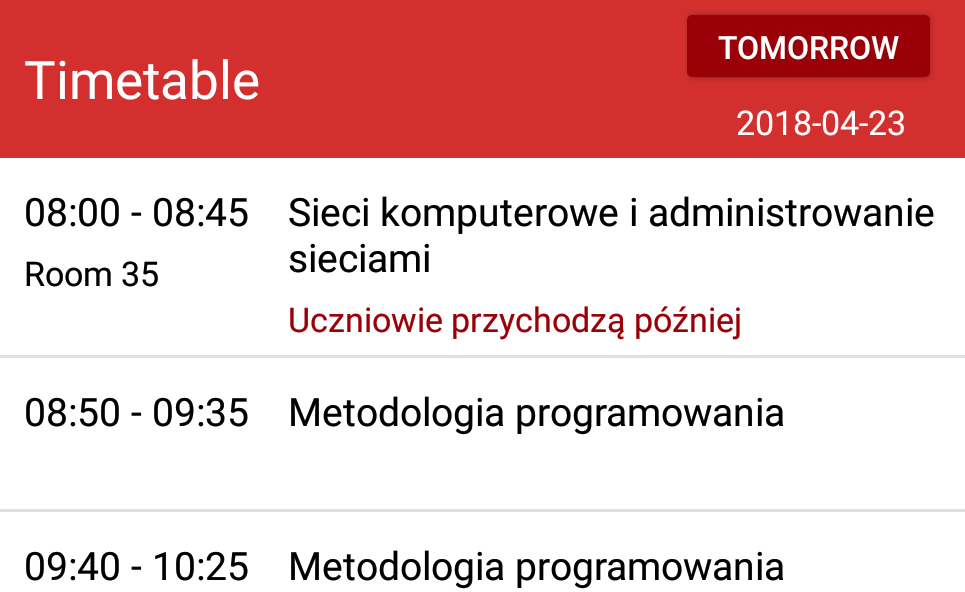 Timetable
TOMORROW
2018-04-23
08:00 - 08:45
Room 35
Sieci komputerowe i administrowanie
sieciami
Uczniowie przychodzą później
08:50 - 09:35
Metodologia programowania
09:40 - 10:25
Metodologia programowania